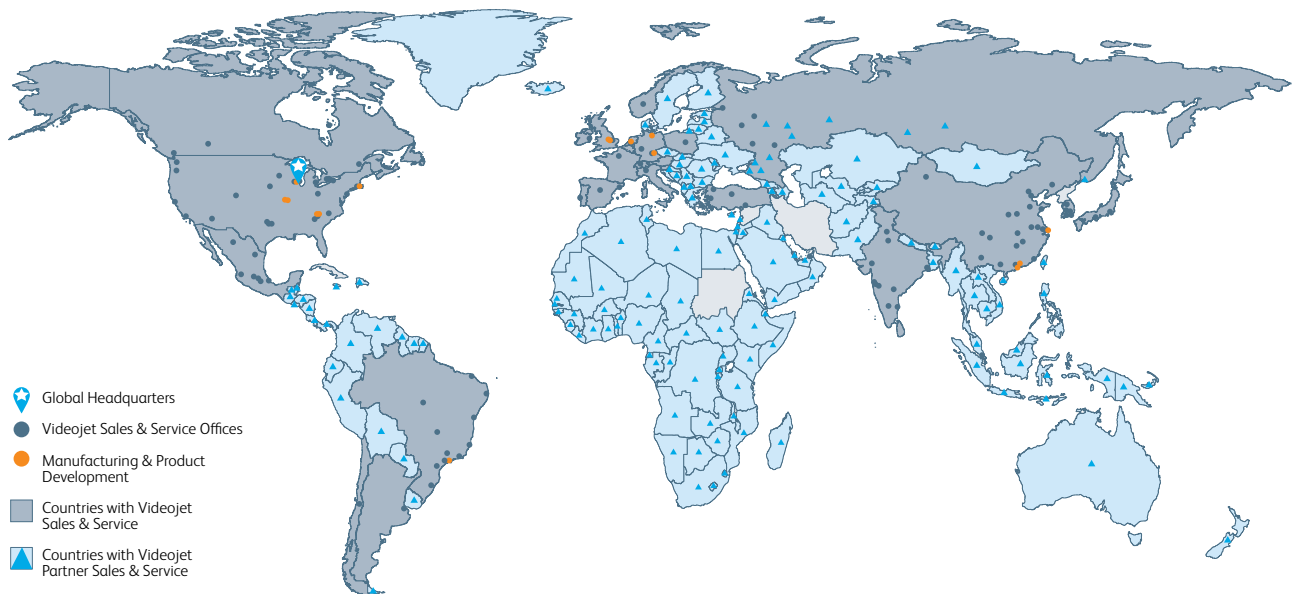 Global Headquarters
Videojet Sales & Service Offices
Manufacturing & Product
Development
Countries with Videojet
Sales & Service
Countries with Videojet
Partner Sales & Service